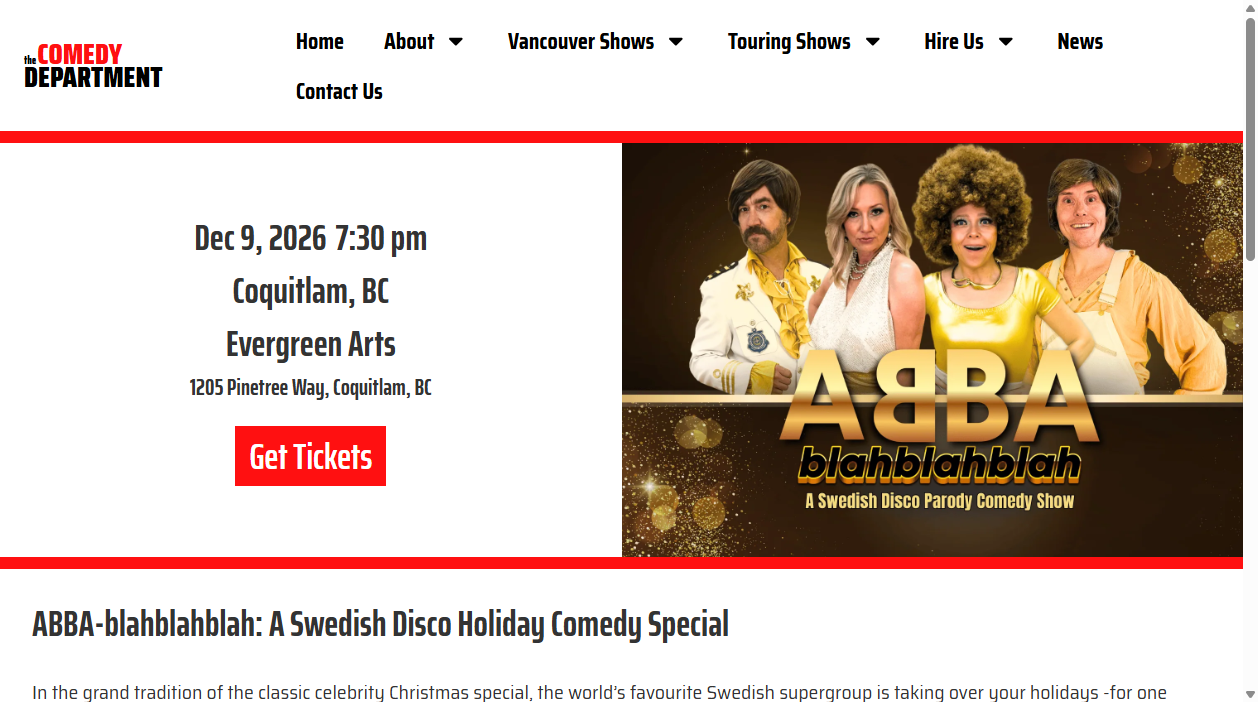 the COMEDY
DEPARTMENT
Home About Vancouver Shows Touring Shows Hire Us News
Contact Us
Dec 9, 2026 7:30 pm
Coquitlam, BC
Evergreen Arts
1205 Pinetree Way, Coquitlam, BC
Get Tickets
ABBA
blahblahblah
A Swedish Disco Parody Comedy Show
ABBA-blahblahblah: A Swedish Disco Holiday Comedy Special
In the grand tradition of the classic celebrity Christmas special, the world’s favourite Swedish supergroup is taking over your holidays -for one